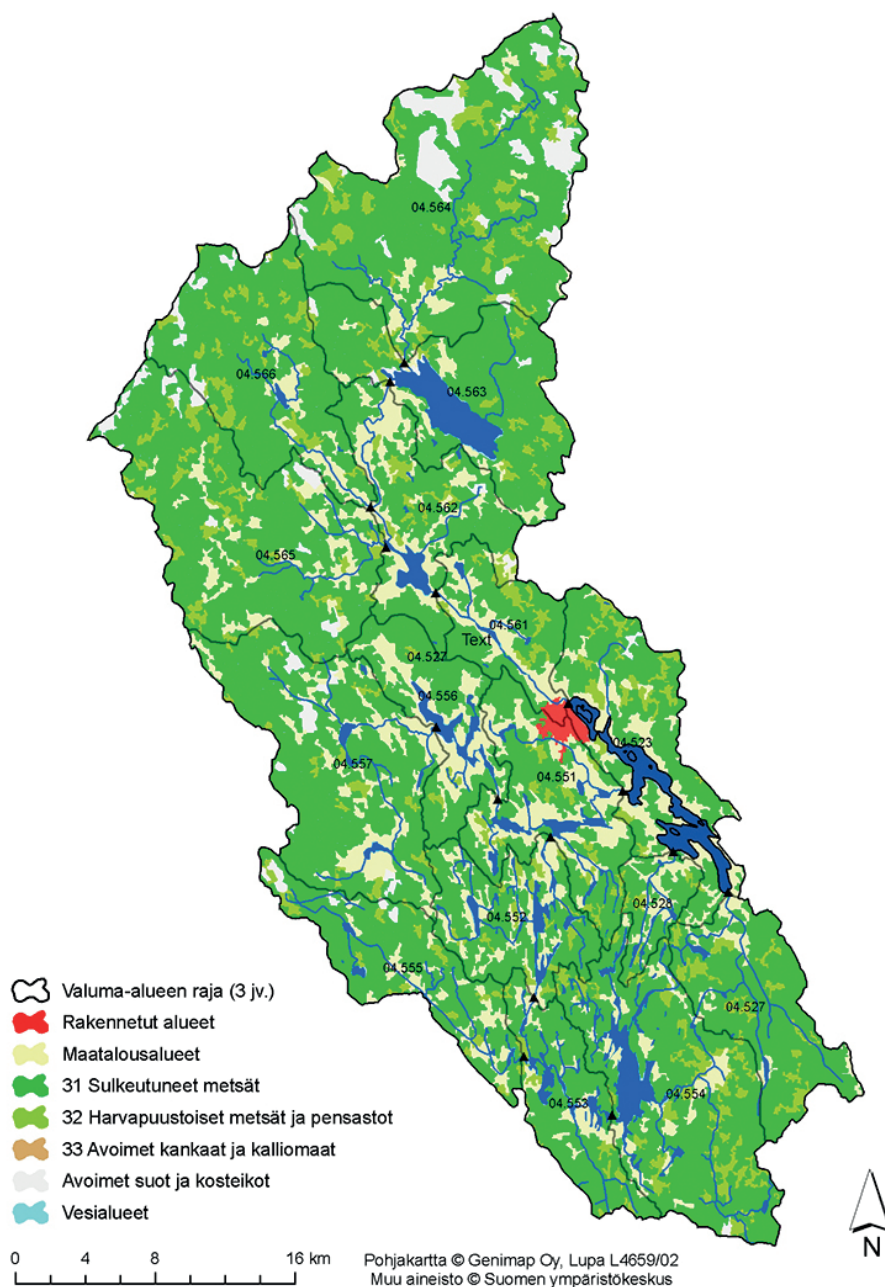 04.564
04.566
04.563
04.562
04.565
04.561
Text
04.527
04.556
04.523
04.557
04.551
04.552
04.528
04.555
04.527
04.553
04.554
Valuma-alueen raja (3 jv.)
Rakennetut alueet
Maatalousalueet
31 Sulkeutuneet metsät
32 Harvapuustoiset metsät ja pensastot
33 Avoimet kankaat ja kalliomaat
Avoimet suot ja kosteikot
Vesialueet
0 4 8 16 km
Pohjakartta © Genimap Oy, Lupa L4659/02
Muu aineisto © Suomen ympäristökeskus
N